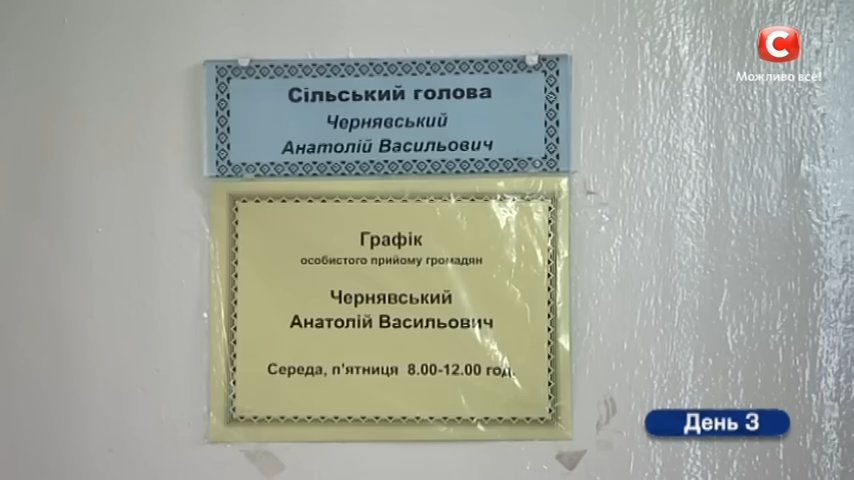 С
Можливо все!
Сільський голова
Чернявський
Анатолій Васильович
Графік
особистого прийому громадян
Чернявський
Анатолій Васильович
Середа, п'ятниця 8.00-12.00 год.
День 3